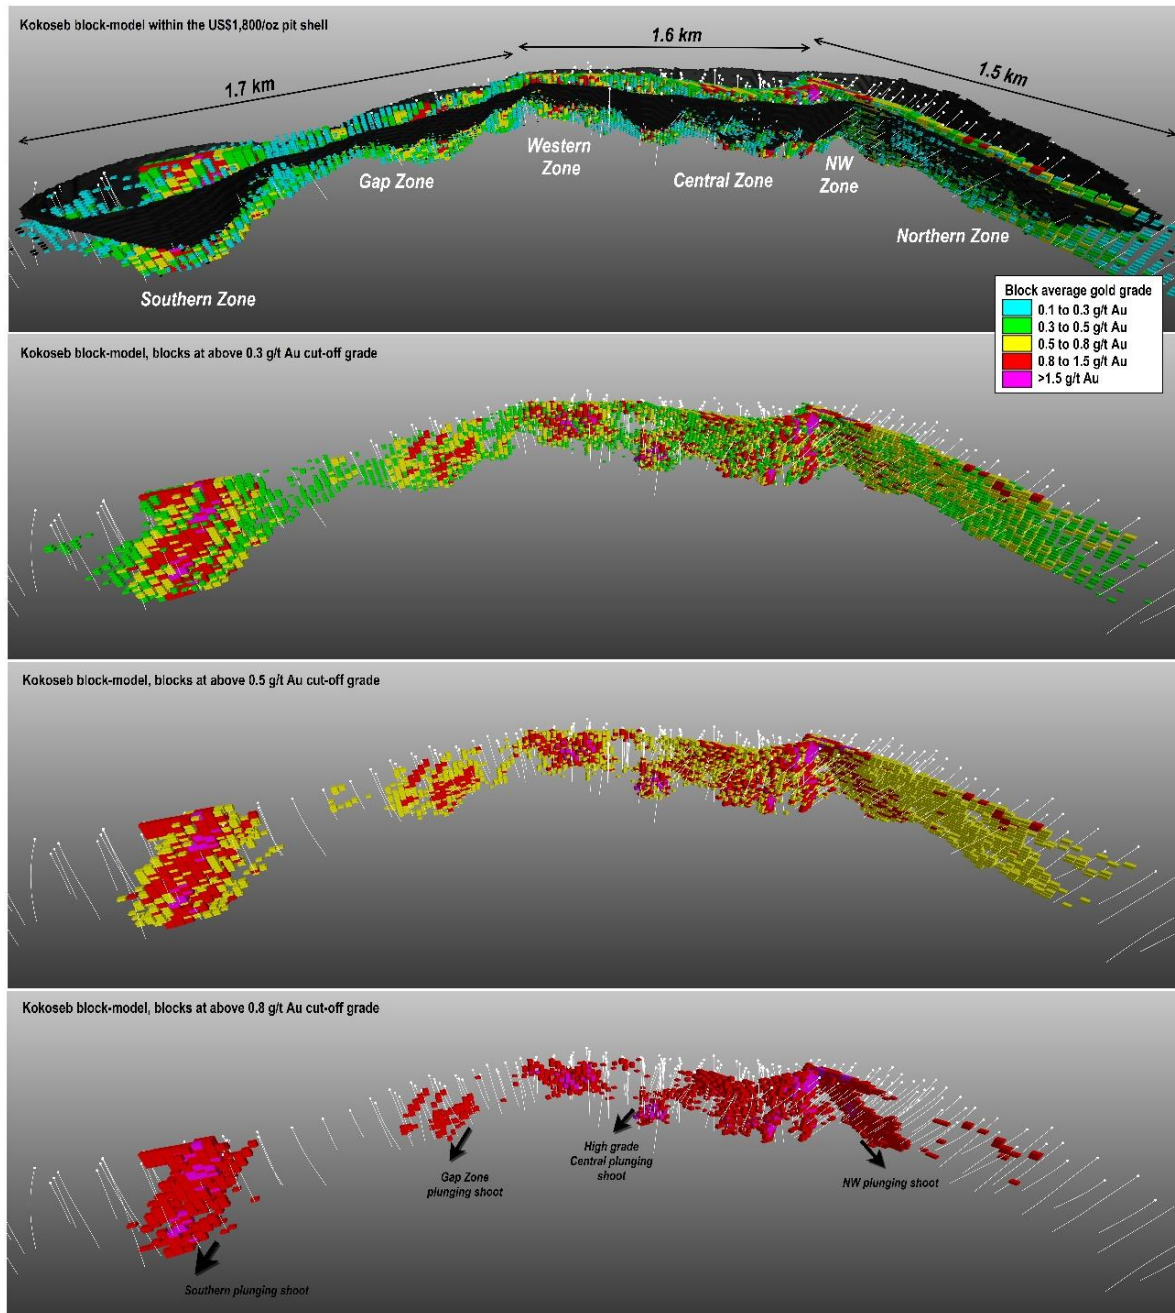 Kokoseb block-model within the US$1,800/oz pit shell
1.7 km
1.6 km
1.5 km
Gap Zone
Western
Zone
Central Zone
NW
Zone
Northern Zone
Southern Zone
Block average gold grade
0.1 to 0.3 g/t Au
0.3 to 0.5 g/t Au
0.5 to 0.8 g/t Au
0.8 to 1.5 g/t Au
>1.5 g/t Au
Kokoseb block-model, blocks at above 0.3 g/t Au cut-off grade
Kokoseb block-model, blocks at above 0.5 g/t Au cut-off grade
Kokoseb block-model, blocks at above 0.8 g/t Au cut-off grade
Gap Zone
plunging shoot
High grade
Central plunging
shoot
NW plunging shoot
Southern plunging shoot